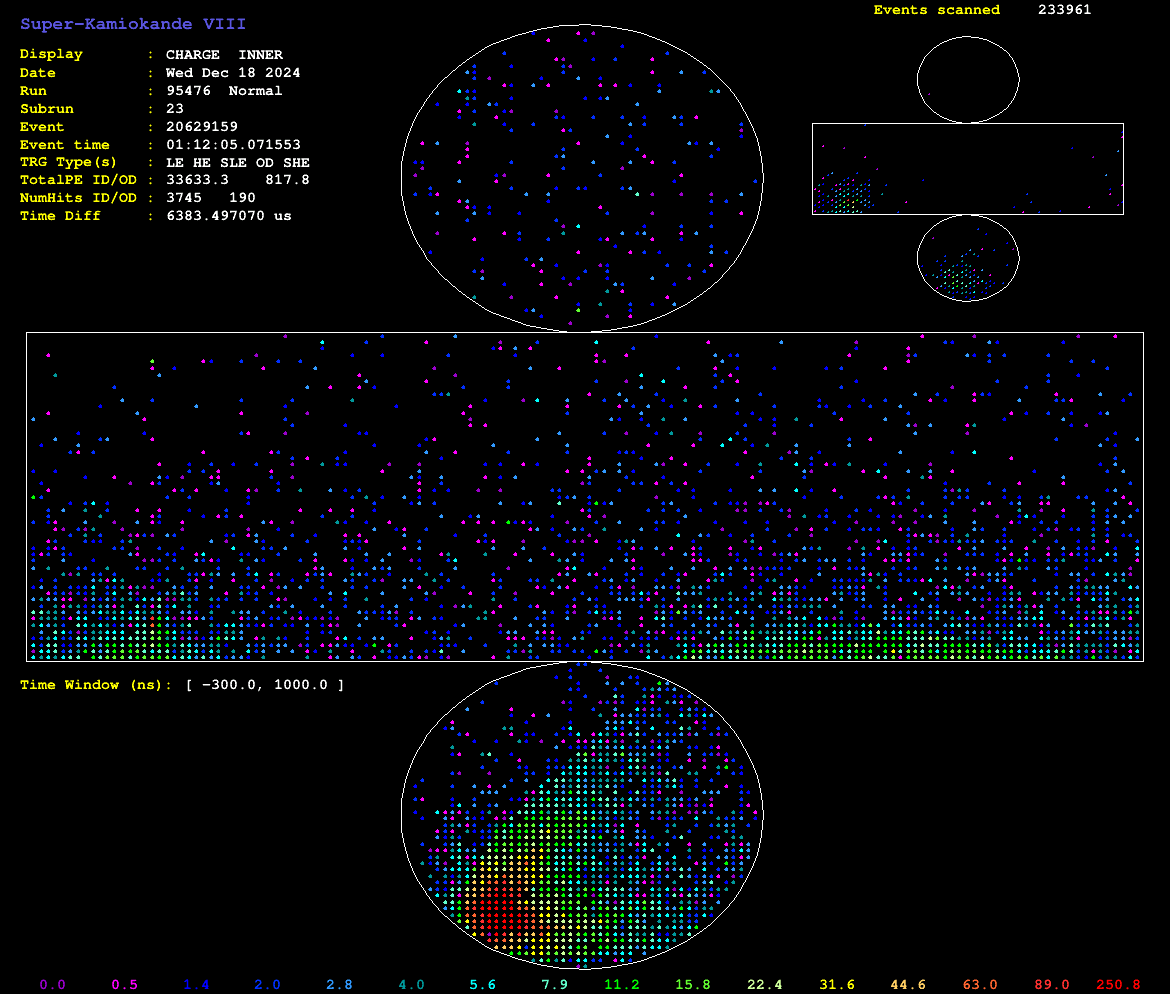 Super-Kamiokande VIII
Events scanned 233961
Display : CHARGE INNER
Date : Wed Dec 18 2024
Run : 95476 Normal
Subrun : 23
Event : 20629159
Event time : 01:12:05.071553
TRG Type(s) : LE HE SLE OD SHE
TotalPE ID/OD : 33633.3 817.8
NumHits ID/OD : 3745 190
Time Diff : 6383.497070 us
Time Window (ns): [ -300.0, 1000.0 ]
0.0 0.5 1.4 2.0 2.8 4.0 5.6 7.9 11.2 15.8 22.4 31.6 44.6 63.0 89.0 250.8